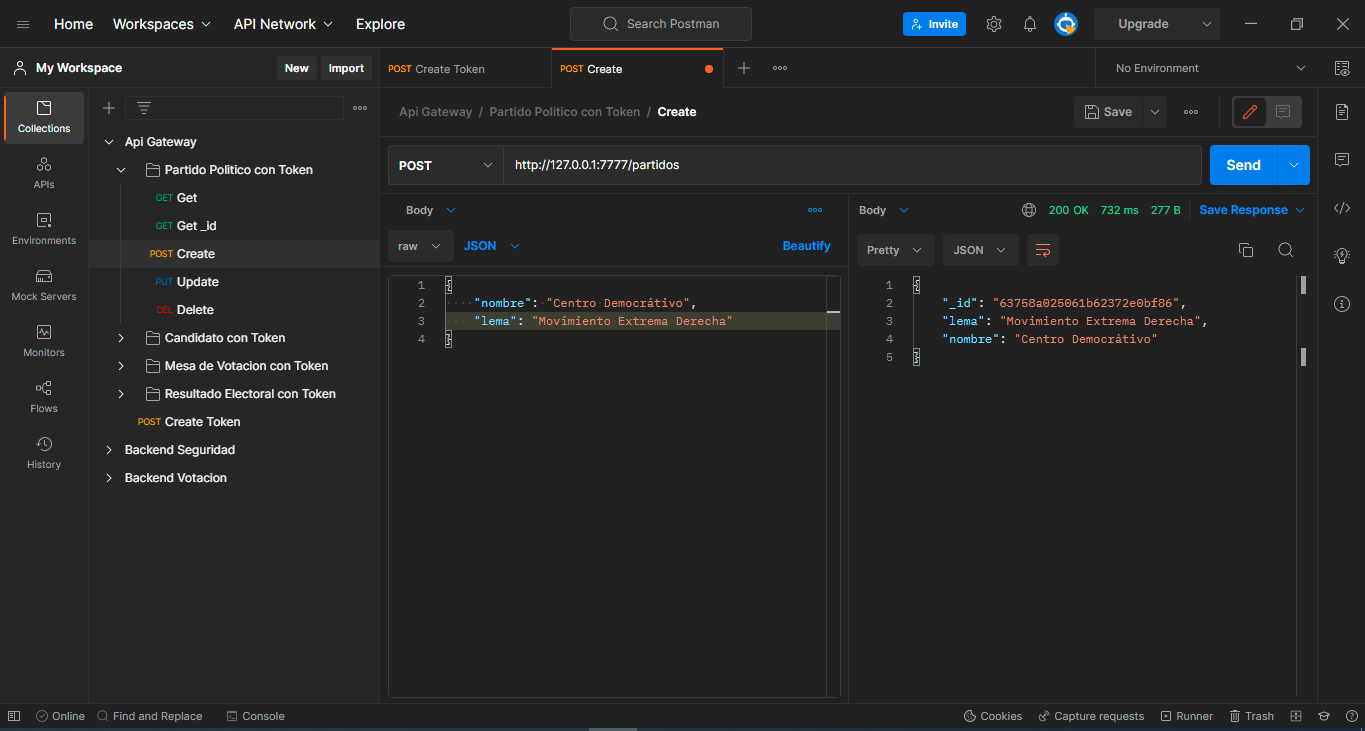 Home Workspaces API Network Explore Search Postman Invite Upgrade
My Workspace New Import POST Create Token POST Create No Environment
Collections
APIs
Environments
Mock Servers
Monitors
Flows
History
Api Gateway
Partido Politico con Token
GET Get
GET Get _id
POST Create
PUT Update
DEL Delete
Candidato con Token
Mesa de Votacion con Token
Resultado Electoral con Token
POST Create Token
Backend Seguridad
Backend Votacion
Api Gateway / Partido Politico con Token / Create Save
POST http://127.0.0.1:7777/partidos Send
Body
raw JSON Beautify
1 {
2 "nombre": "Centro Democrátivo",
3 "lema": "Movimiento Extrema Derecha"
4 }
Body 200 OK 732 ms 277 B Save Response
Pretty JSON
1 {
2 "_id": "63758a025061b62372e0bf86",
3 "lema": "Movimiento Extrema Derecha",
4 "nombre": "Centro Democrátivo"
5 }
Online Find and Replace Console Cookies Capture requests Runner Trash